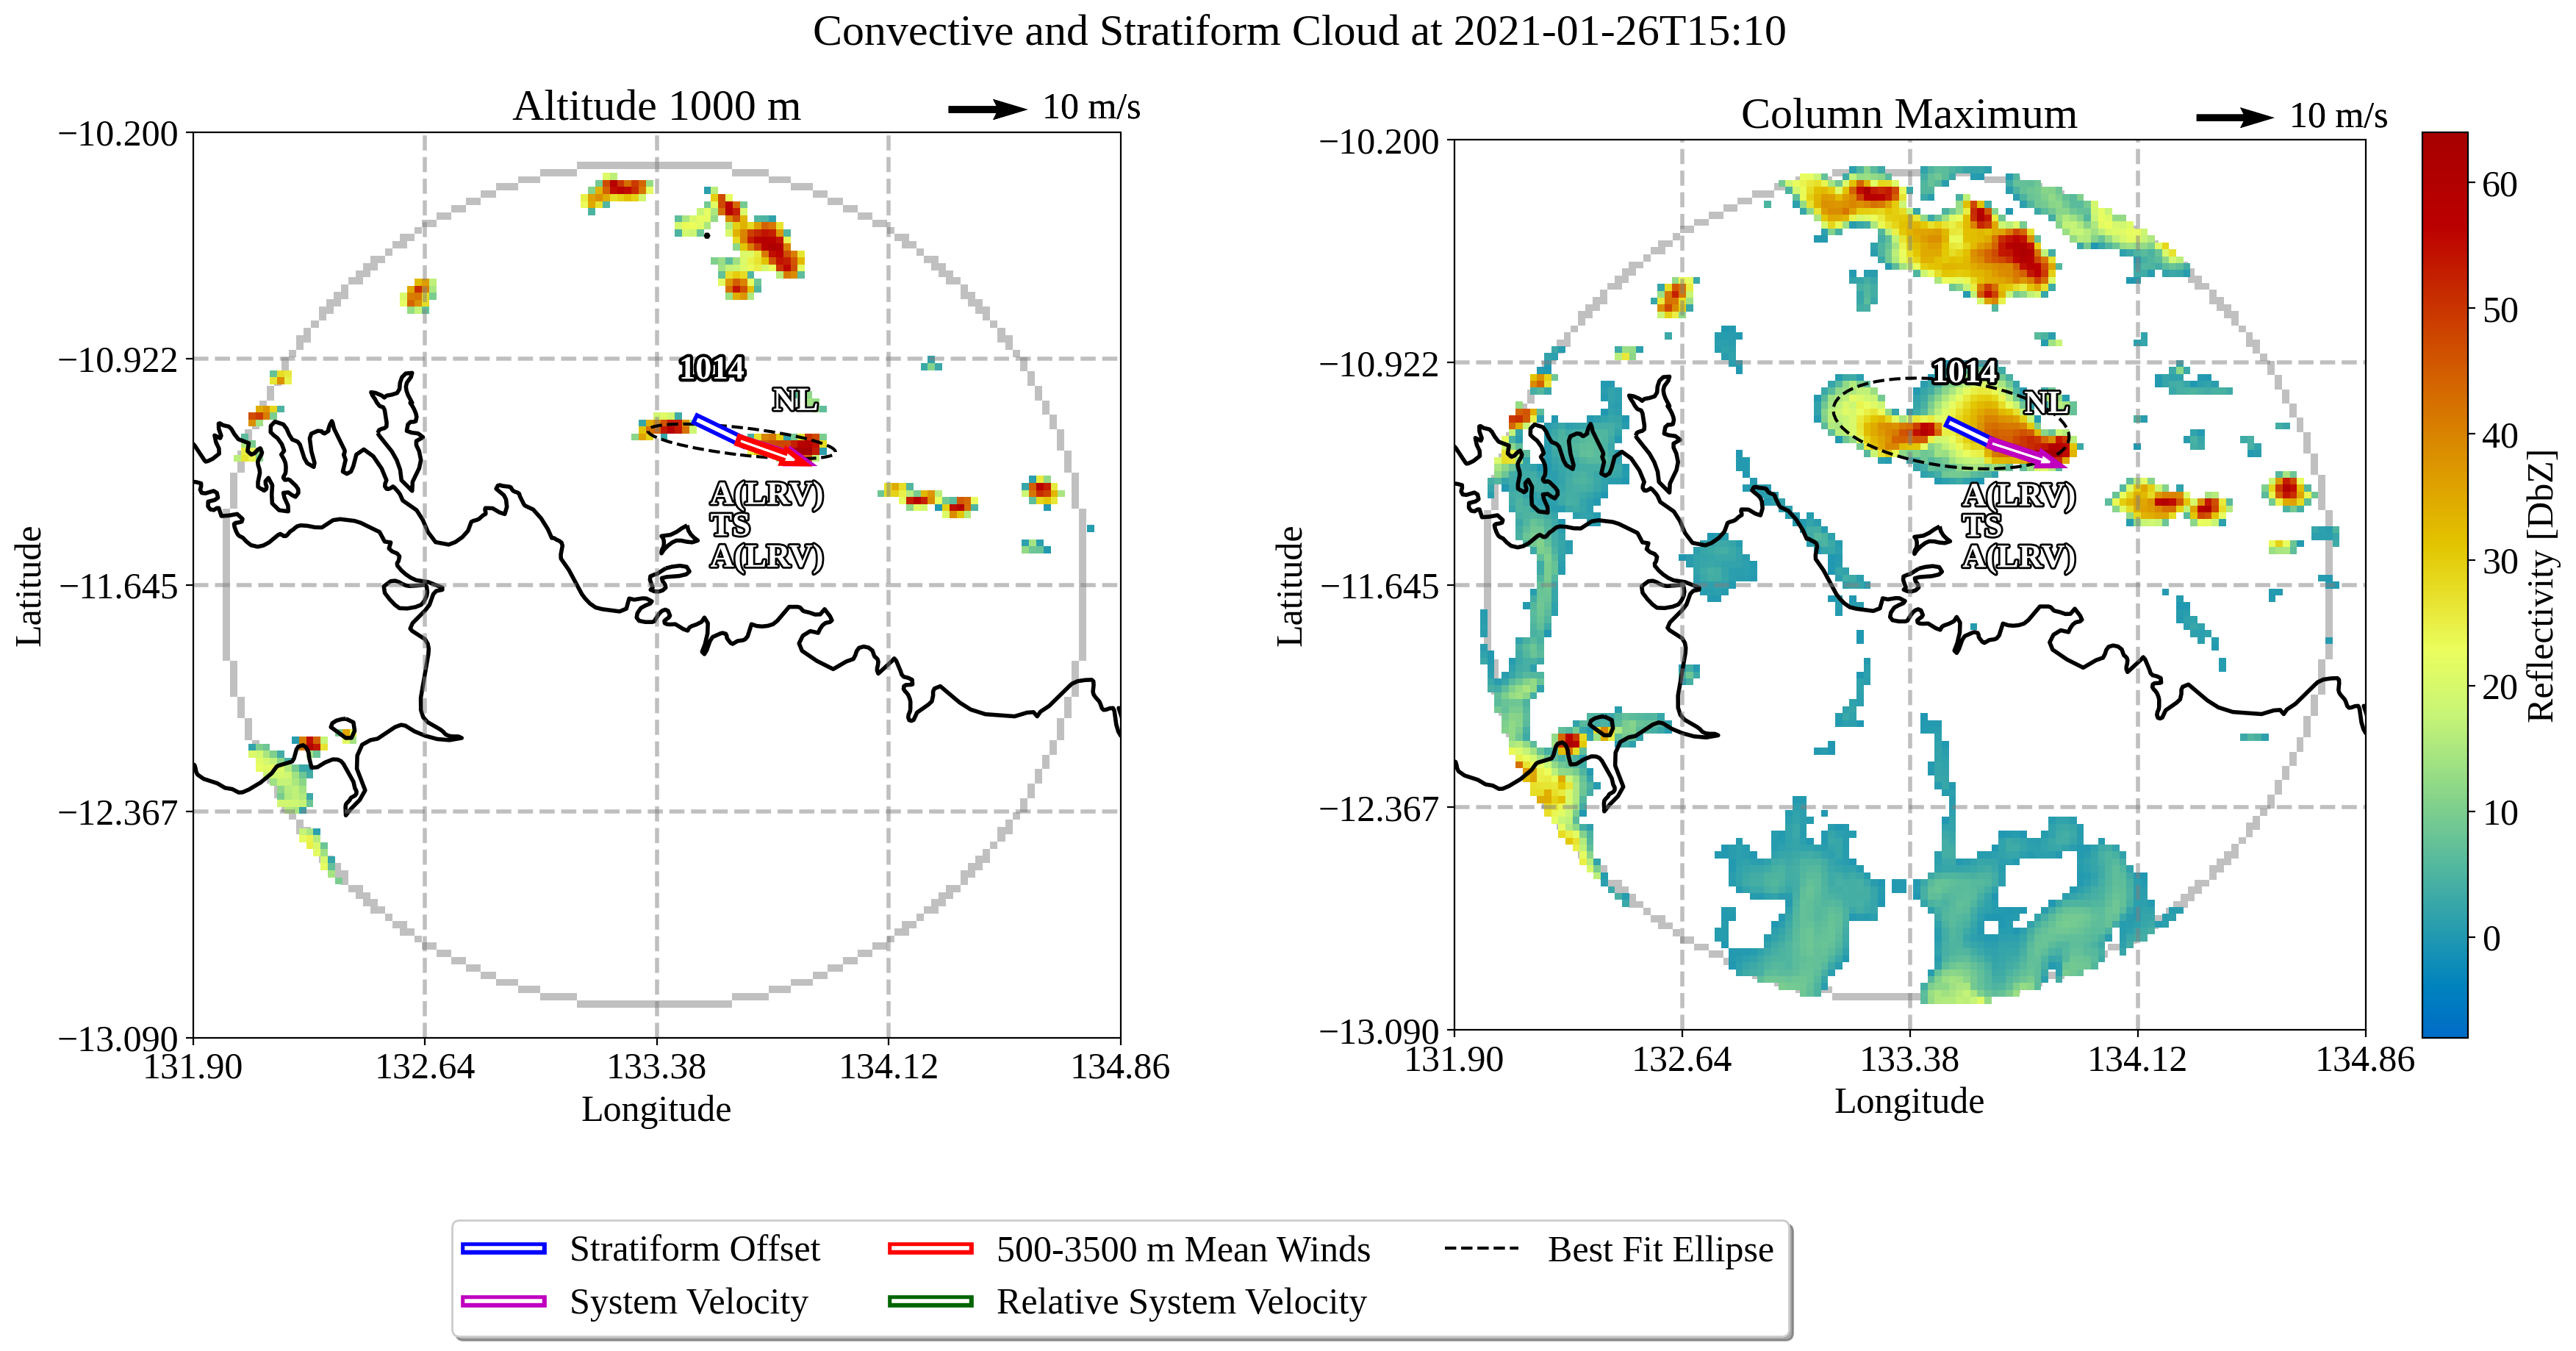 Convective and Stratiform Cloud at 2021-01-26T15:10
Altitude 1000 m
10 m/s
−10.200
−10.922
−11.645
−12.367
−13.090
Latitude
1014
NL
A(LRV)
TS
A(LRV)
131.90
132.64
133.38
134.12
134.86
Longitude
Column Maximum
10 m/s
−10.200
−10.922
−11.645
−12.367
−13.090
Latitude
1014
NL
A(LRV)
TS
A(LRV)
131.90
132.64
133.38
134.12
134.86
Longitude
60
50
40
30
20
10
0
Reflectivity [DbZ]
Stratiform Offset
System Velocity
500-3500 m Mean Winds
Relative System Velocity
Best Fit Ellipse